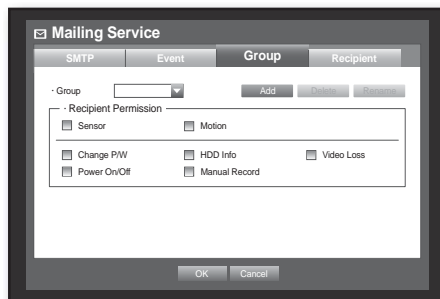 Mailing Service
SMTP Event Group Recipient
· Group Add Delete Rename
· Recipient Permission
Sensor Motion
Change P/W HDD Info Video Loss
Power On/Off Manual Record
OK Cancel